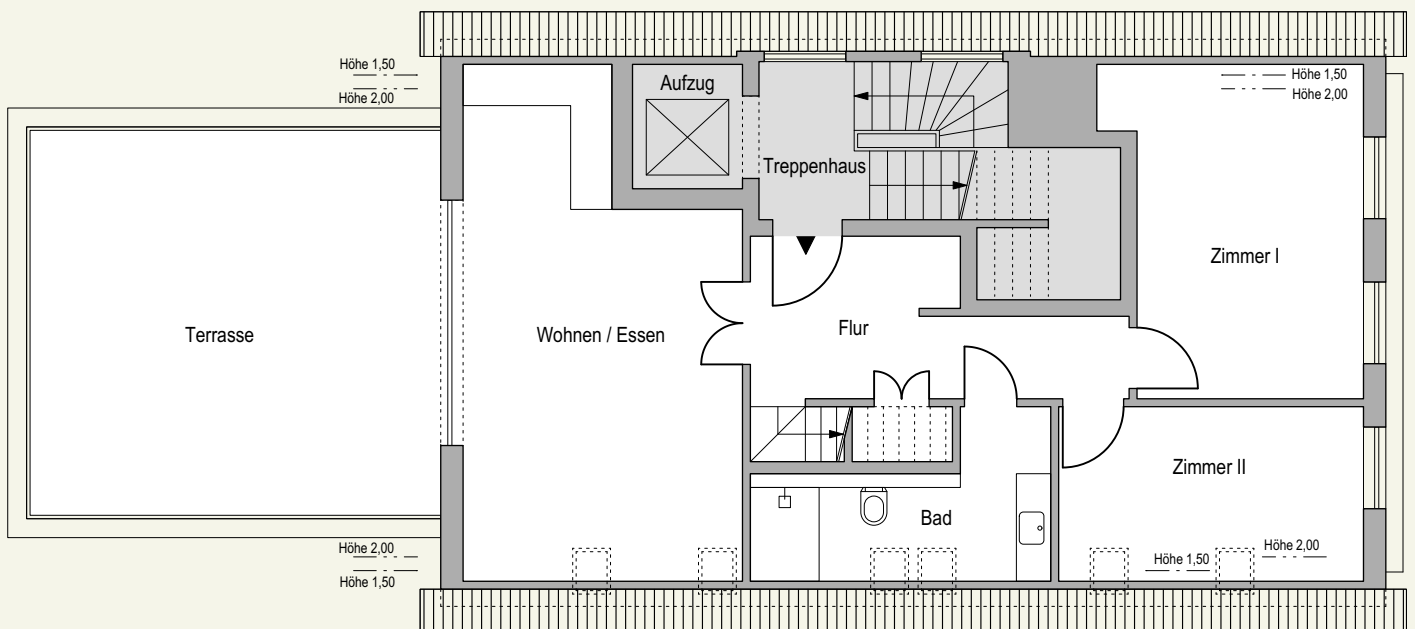 Höhe 1,50
Höhe 2,00
Aufzug
Höhe 1,50
Höhe 2,00
Treppenhaus
Zimmer I
Terrasse
Wohnen / Essen
Flur
Zimmer II
Bad
Höhe 2,00
Höhe 1,50
Höhe 1,50
Höhe 2,00